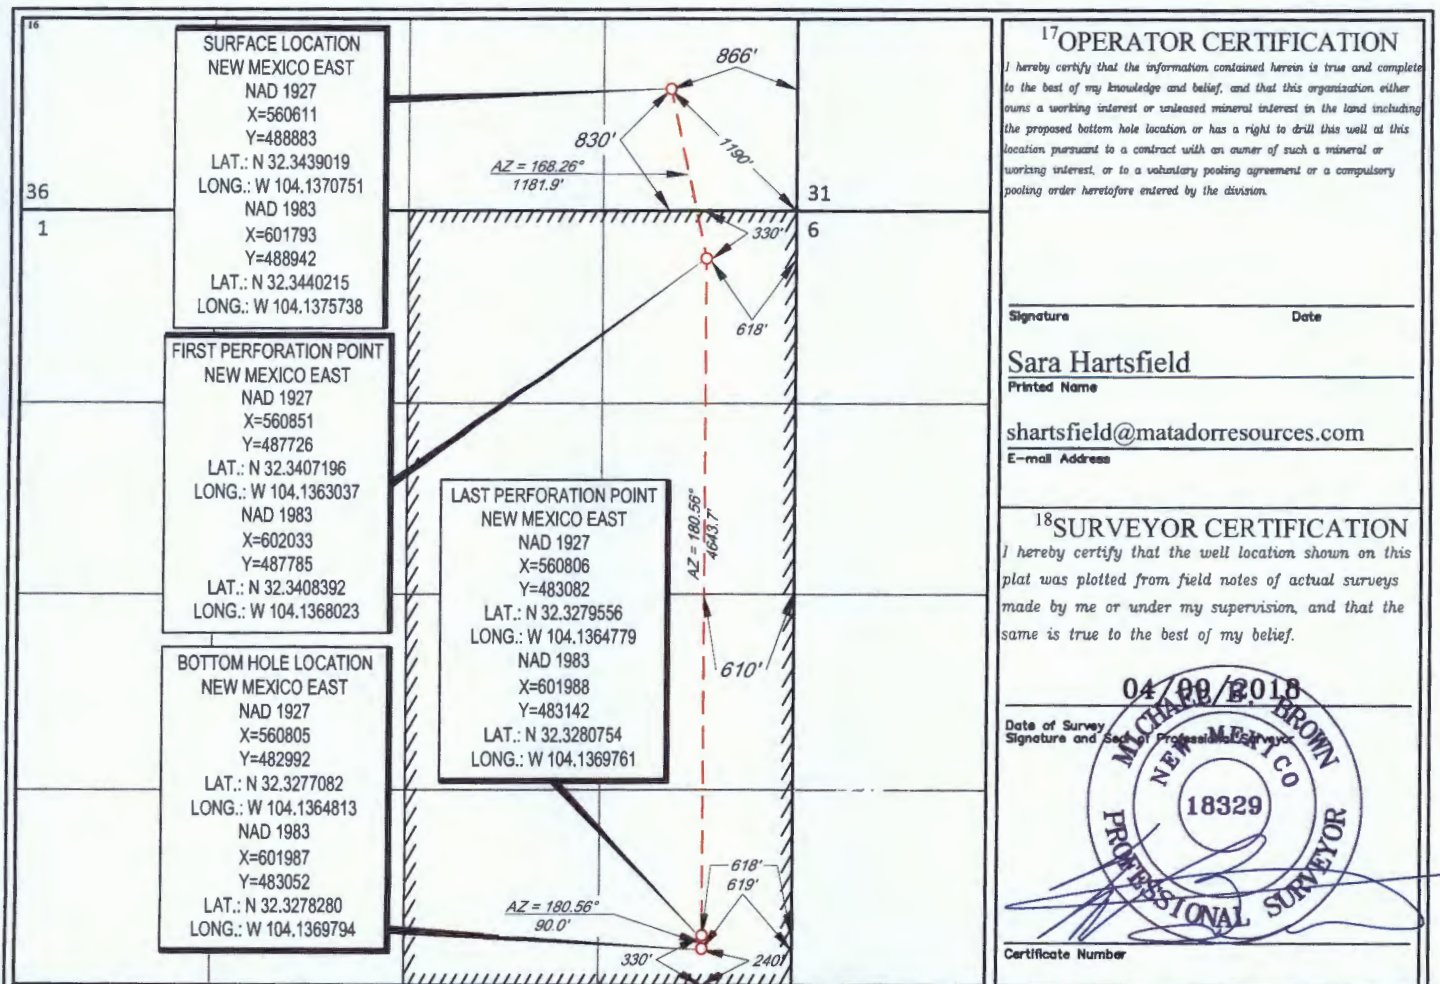 16
SURFACE LOCATION
NEW MEXICO EAST
NAD 1927
X=560611
Y=488883
LAT.: N 32.3439019
LONG.: W 104.1370751
NAD 1983
X=601793
Y=488942
LAT.: N 32.3440215
LONG.: W 104.1375738
FIRST PERFORATION POINT
NEW MEXICO EAST
NAD 1927
X=560851
Y=487726
LAT.: N 32.3407196
LONG.: W 104.1363037
NAD 1983
X=602033
Y=487785
LAT.: N 32.3408392
LONG.: W 104.1368023
BOTTOM HOLE LOCATION
NEW MEXICO EAST
NAD 1927
X=560805
Y=482992
LAT.: N 32.3277082
LONG.: W 104.1364813
NAD 1983
X=601987
Y=483052
LAT.: N 32.3278280
LONG.: W 104.1369794
LAST PERFORATION POINT
NEW MEXICO EAST
NAD 1927
X=560806
Y=483082
LAT.: N 32.3279556
LONG.: W 104.1364779
NAD 1983
X=601988
Y=483142
LAT.: N 32.3280754
LONG.: W 104.1369761
36
1
31
6
866'
830'
1190'
AZ = 168.26°
1181.9'
330'
618'
AZ = 180.56°
4643.7'
610'
618'
619'
AZ = 180.56°
90.0'
330'
240'
17 OPERATOR CERTIFICATION
I hereby certify that the information contained herein is true and complete
to the best of my knowledge and belief, and that this organization either
owns a working interest or unleased mineral interest in the land including
the proposed bottom hole location or has a right to drill this well at this
location pursuant to a contract with an owner of such a mineral or
working interest, or to a voluntary pooling agreement or a compulsory
pooling order heretofore entered by the division.
Signature Date
Sara Hartsfield
Printed Name
shartsfield@matadorresources.com
E-mail Address
18 SURVEYOR CERTIFICATION
I hereby certify that the well location shown on this
plat was plotted from field notes of actual surveys
made by me or under my supervision, and that the
same is true to the best of my belief.
04/09/2018
Date of Survey
Signature and Seal of Professional Surveyor
MICHAEL B. BROWN
NEW MEXICO
18329
PROFESSIONAL SURVEYOR
Certificate Number